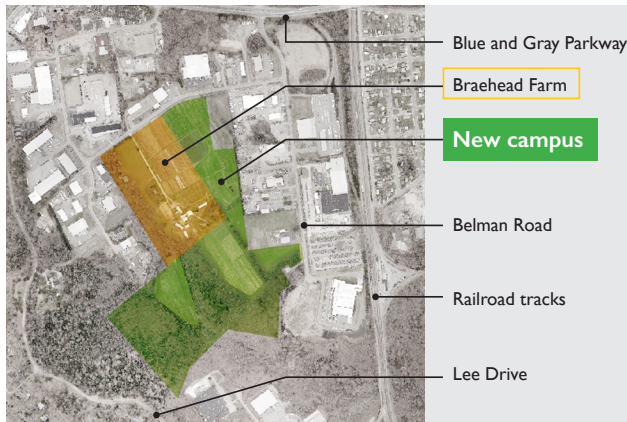 Blue and Gray Parkway
Braehead Farm
New campus
Belman Road
Railroad tracks
Lee Drive